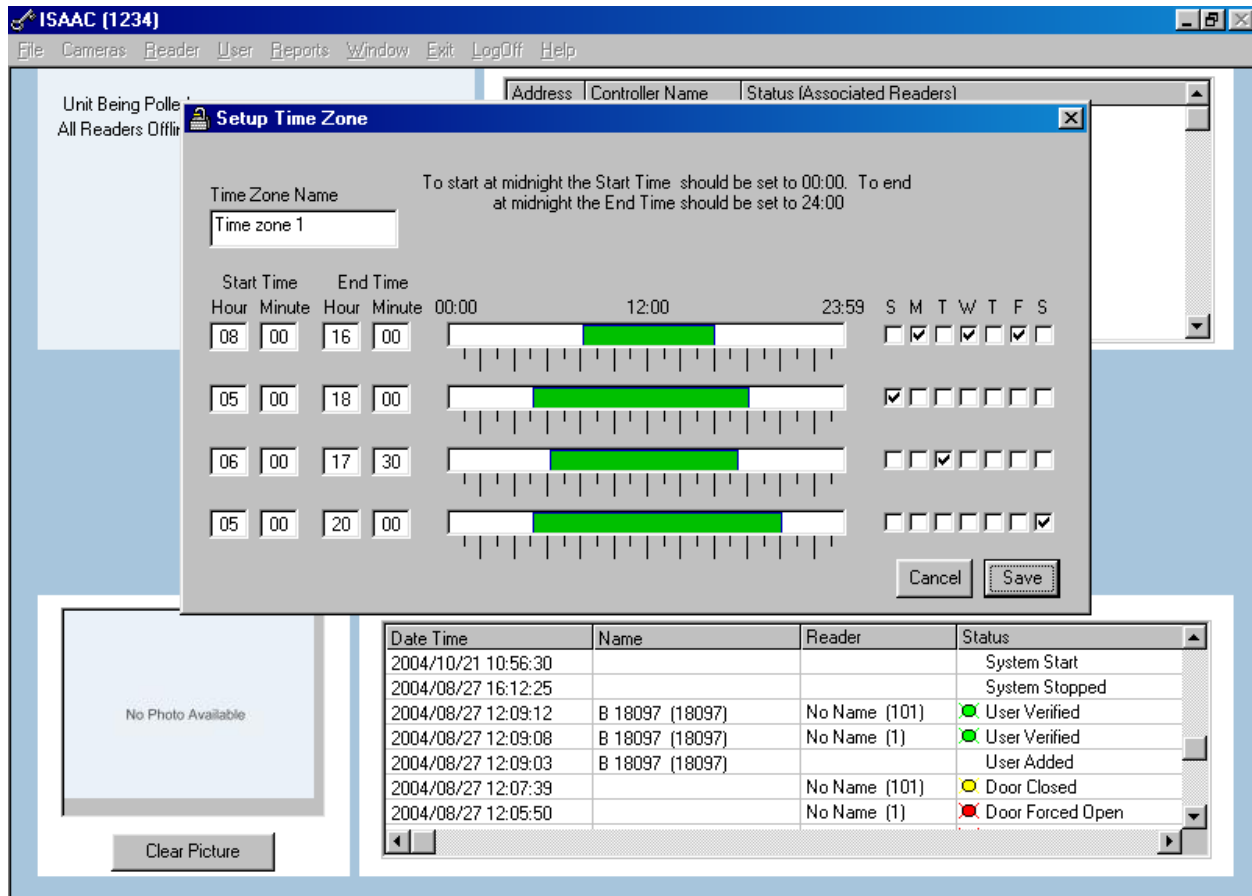 ISAAC (1234)
File Cameras Reader User Reports Window Exit LogOff Help
Address Controller Name Status (Associated Readers)
Unit Being Polled
All Readers Offlin
Setup Time Zone
To start at midnight the Start Time should be set to 00:00. To end
at midnight the End Time should be set to 24:00
Time Zone Name
Time zone 1
Start Time End Time
Hour Minute Hour Minute 00:00 12:00 23:59 S M T W T F S
08 00 16 00
05 00 18 00
06 00 17 30
05 00 20 00
Cancel Save
No Photo Available
Clear Picture
Date Time Name Reader Status
2004/10/21 10:56:30 System Start
2004/08/27 16:12:25 System Stopped
2004/08/27 12:09:12 B 18097 (18097) No Name (101) User Verified
2004/08/27 12:09:08 B 18097 (18097) No Name (1) User Verified
2004/08/27 12:09:03 B 18097 (18097) User Added
2004/08/27 12:07:39 No Name (101) Door Closed
2004/08/27 12:05:50 No Name (1) Door Forced Open